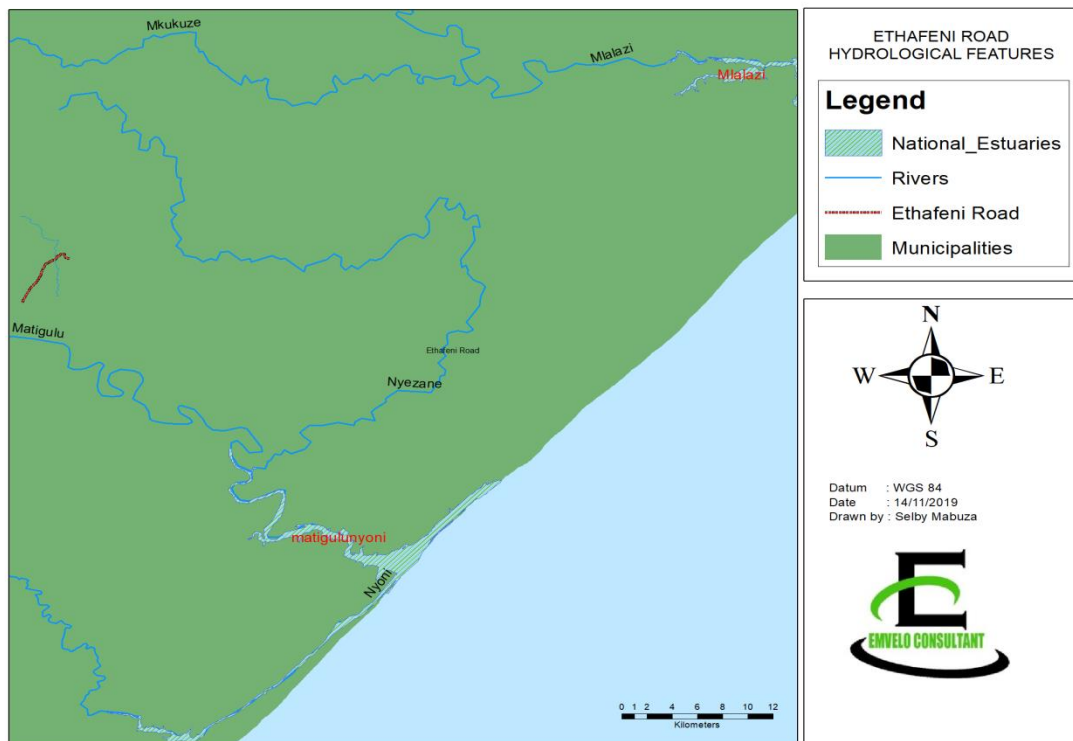 Mkukuze
Mlalazi
Mlalazi
Matigulu
Ethafeni Road
Nyezane
matigulunyoni
Nyoni
0 1 2 4 6 8 10 12
Kilometers
ETHAFENI ROAD
HYDROLOGICAL FEATURES
Legend
National_Estuaries
Rivers
Ethafeni Road
Municipalities
N
W E
S
Datum : WGS 84
Date : 14/11/2019
Drawn by : Selby Mabuza
E
EMVELO CONSULTANT